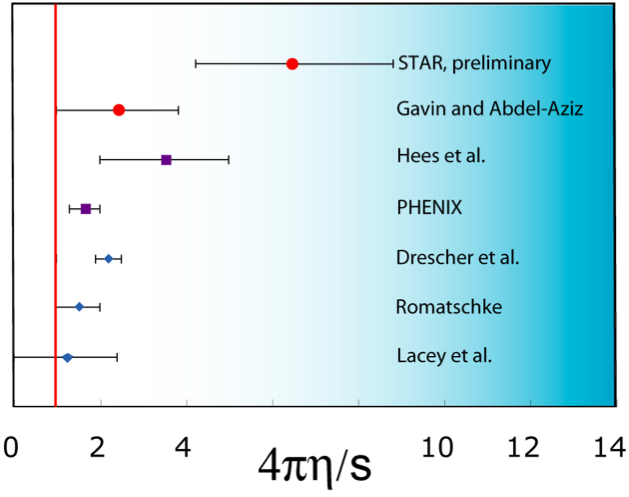 STAR, preliminary
Gavin and Abdel-Aziz
Hees et al.
PHENIX
Drescher et al.
Romatschke
Lacey et al.
0 2 4 10 12 14
4πη/s